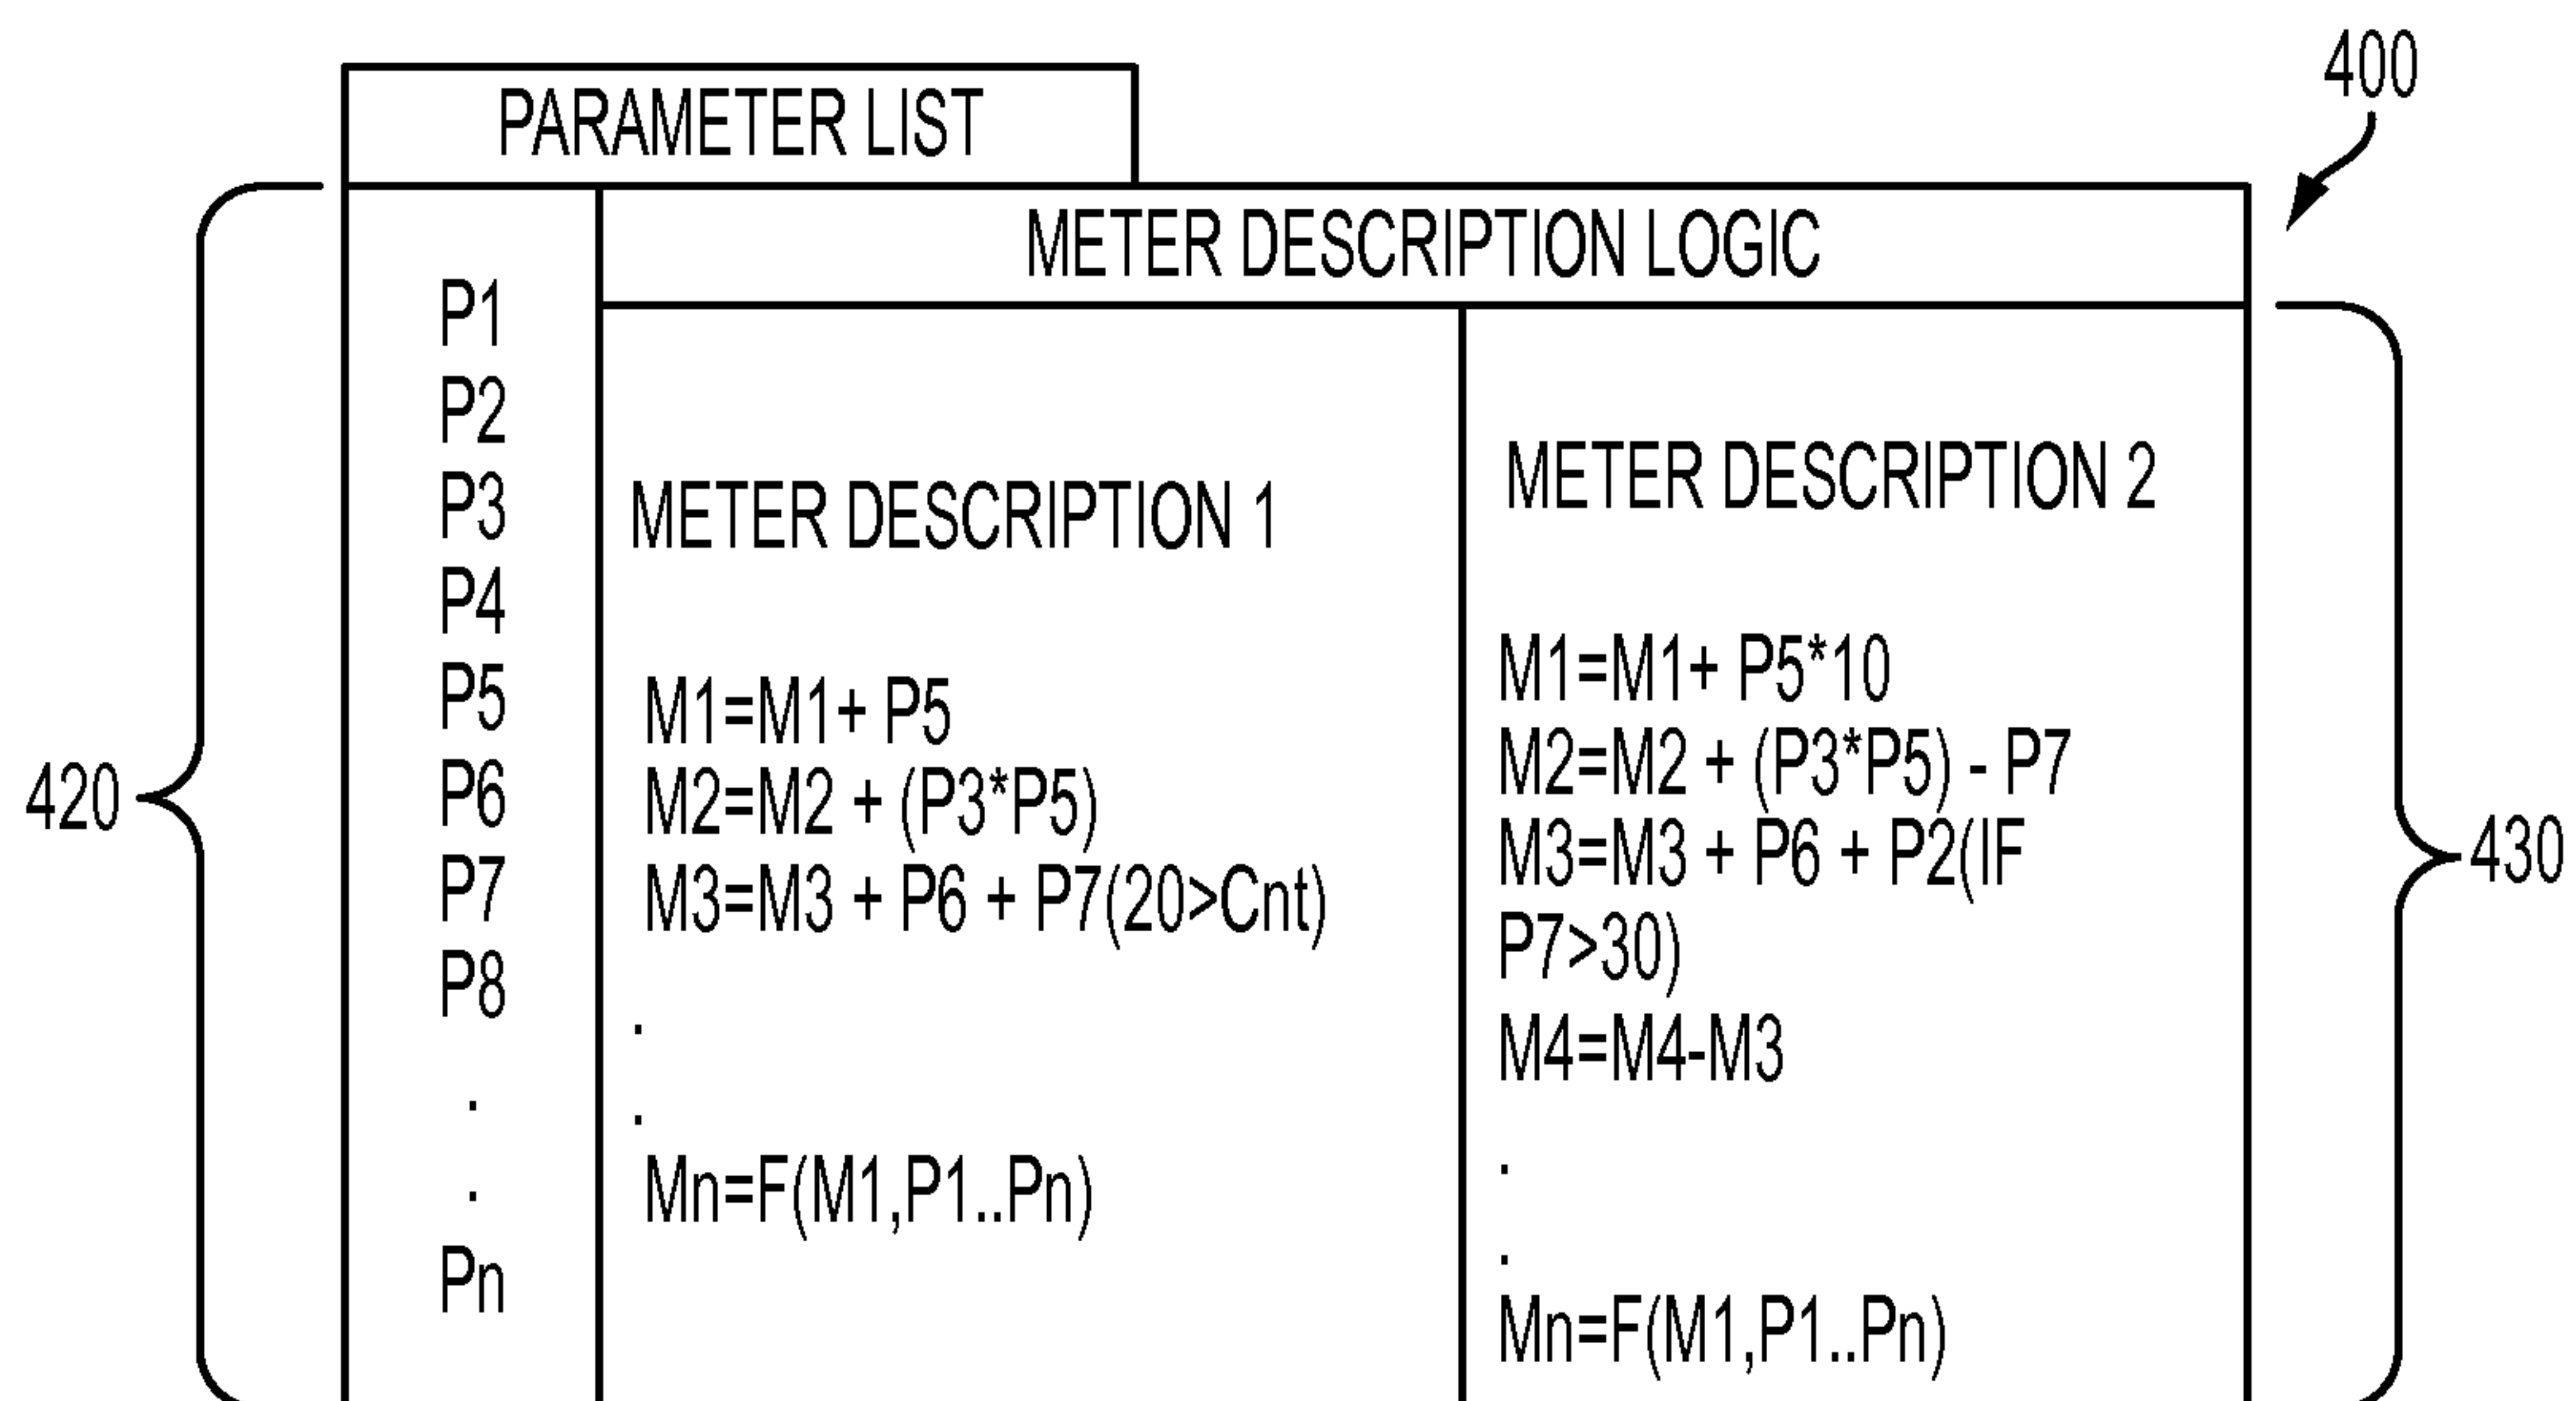 400
PARAMETER LIST
METER DESCRIPTION LOGIC
P1
P2
P3
P4
P5
P6
P7
P8
.
.
Pn
420
METER DESCRIPTION 1
M1=M1+ P5
M2=M2 + (P3*P5)
M3=M3 + P6 + P7(20>Cnt)
.
.
Mn=F(M1,P1..Pn)
METER DESCRIPTION 2
M1=M1+ P5*10
M2=M2 + (P3*P5) - P7
M3=M3 + P6 + P2(IF
P7>30)
M4=M4-M3
.
.
Mn=F(M1,P1..Pn)
430